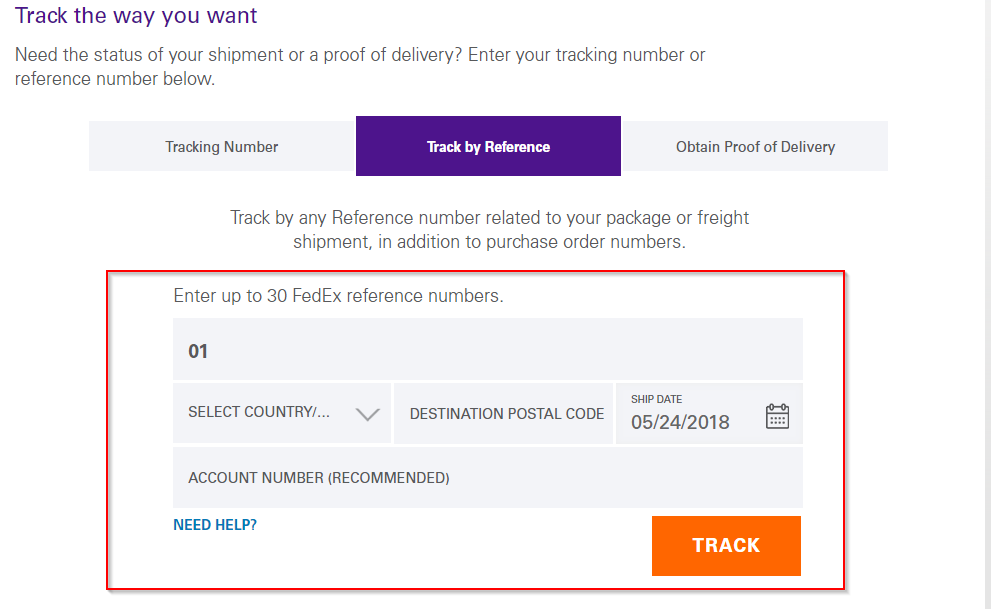 Track the way you want
Need the status of your shipment or a proof of delivery? Enter your tracking number or
reference number below.
Tracking Number
Track by Reference
Obtain Proof of Delivery
Track by any Reference number related to your package or freight
shipment, in addition to purchase order numbers.
Enter up to 30 FedEx reference numbers.
01
SELECT COUNTRY/...
DESTINATION POSTAL CODE
SHIP DATE
05/24/2018
ACCOUNT NUMBER (RECOMMENDED)
NEED HELP?
TRACK